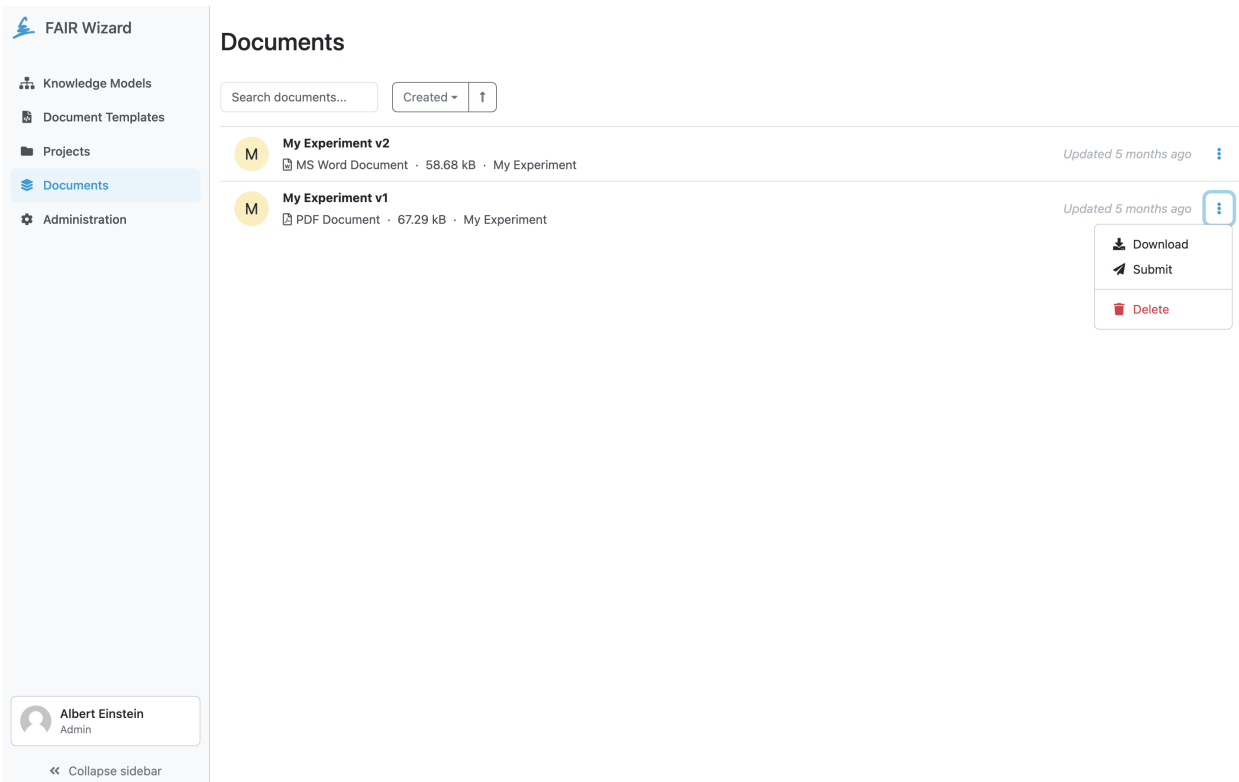 FAIR Wizard
Knowledge Models
Document Templates
Projects
Documents
Administration
Albert Einstein
Admin
Collapse sidebar
Documents
Search documents...
Created
M
My Experiment v2
MS Word Document · 58.68 kB · My Experiment
Updated 5 months ago
M
My Experiment v1
PDF Document · 67.29 kB · My Experiment
Updated 5 months ago
Download
Submit
Delete